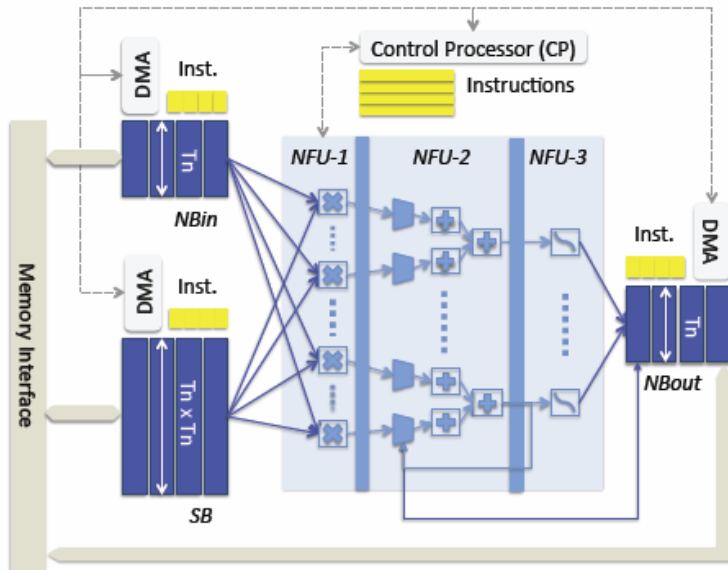 Control Processor (CP)
DMA
Inst.
Instructions
Tn
NBin
NFU-1
NFU-2
NFU-3
DMA
Inst.
DMA
Inst.
Tn
NBout
Memory Interface
Tn x Tn
SB